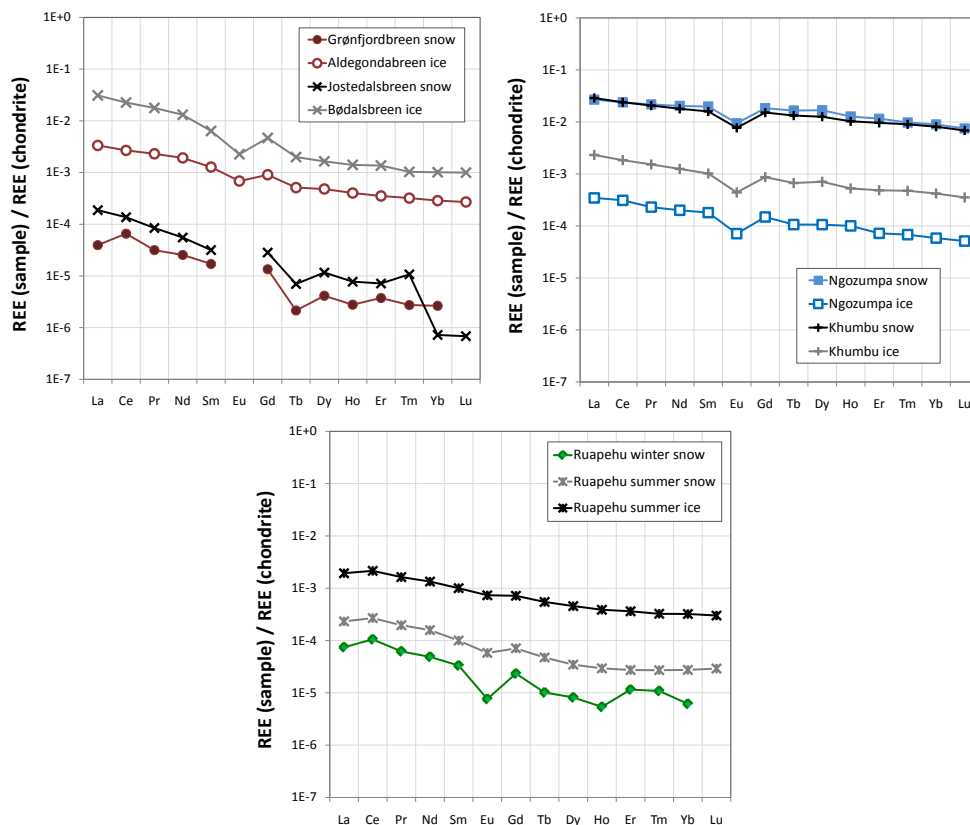 REE (sample) / REE (chondrite)
1E+0
1E-1
1E-2
1E-3
1E-4
1E-5
1E-6
1E-7
Grønfjordbreen snow
Aldegondabreen ice
Jostedalsbreen snow
Bødalsbreen ice
La Ce Pr Nd Sm Eu Gd Tb Dy Ho Er Tm Yb Lu
REE (sample) / REE (chondrite)
1E+0
1E-1
1E-2
1E-3
1E-4
1E-5
1E-6
1E-7
Ngozumpa snow
Ngozumpa ice
Khumbu snow
Khumbu ice
La Ce Pr Nd Sm Eu Gd Tb Dy Ho Er Tm Yb Lu
REE (sample) / REE (chondrite)
1E+0
1E-1
1E-2
1E-3
1E-4
1E-5
1E-6
1E-7
Ruapehu winter snow
Ruapehu summer snow
Ruapehu summer ice
La Ce Pr Nd Sm Eu Gd Tb Dy Ho Er Tm Yb Lu